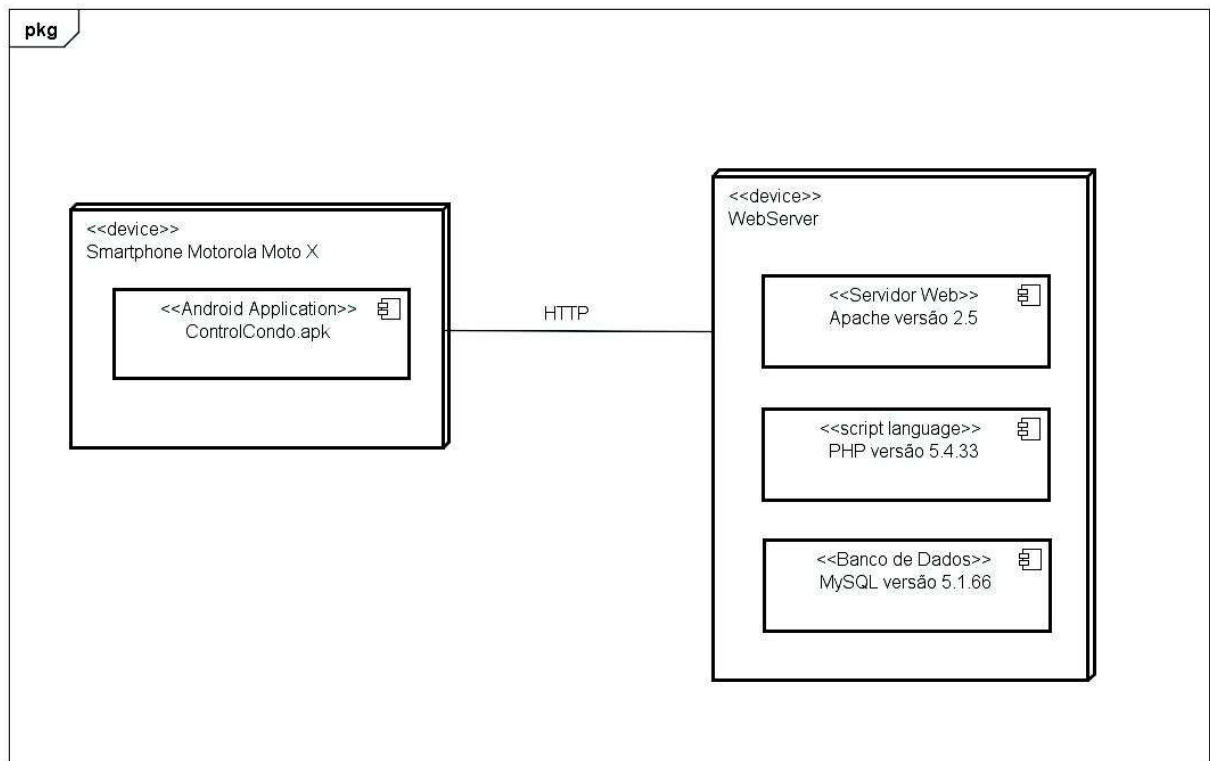 pkg
<<device>>
Smartphone Motorola Moto X
<<Android Application>>
ControlCondo.apk
HTTP
<<device>>
WebServer
<<Servidor Web>>
Apache versão 2.5
<<script language>>
PHP versão 5.4.33
<<Banco de Dados>>
MySQL versão 5.1.66